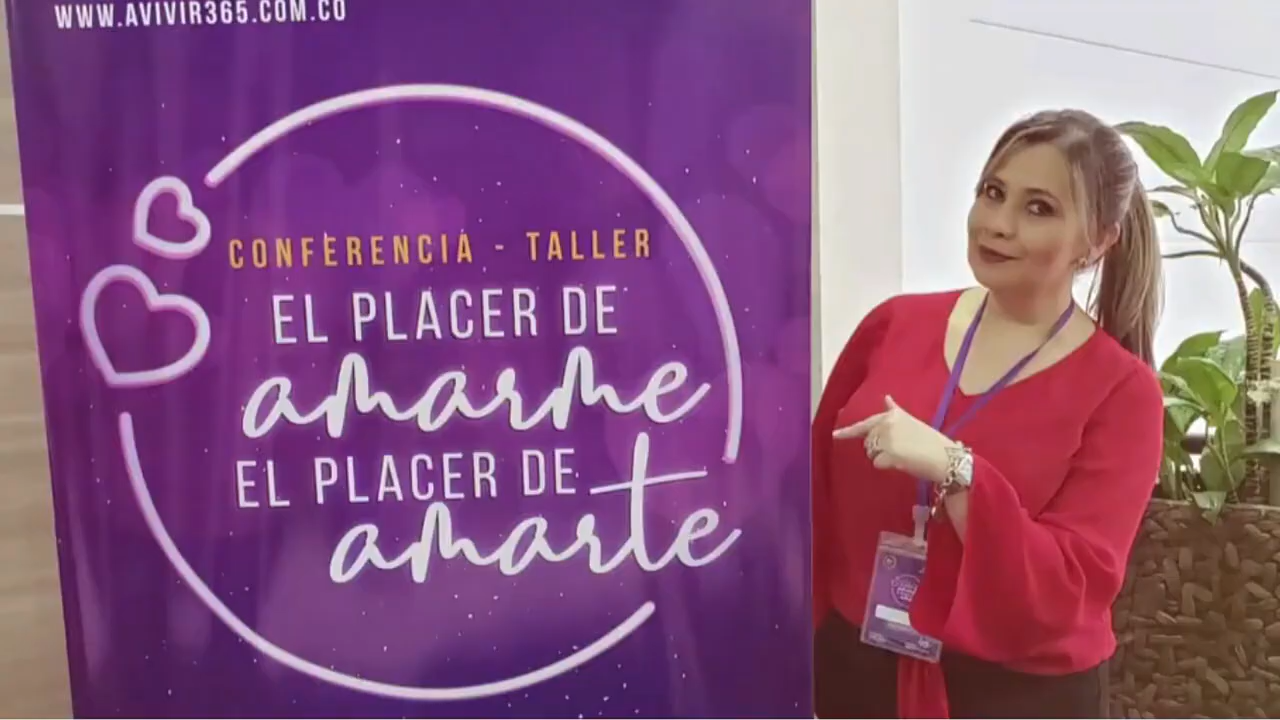 WWW.AVIVIR365.COM.CO
CONFERENCIA - TALLER
EL PLACER DE
amarme
EL PLACER DE
amarte